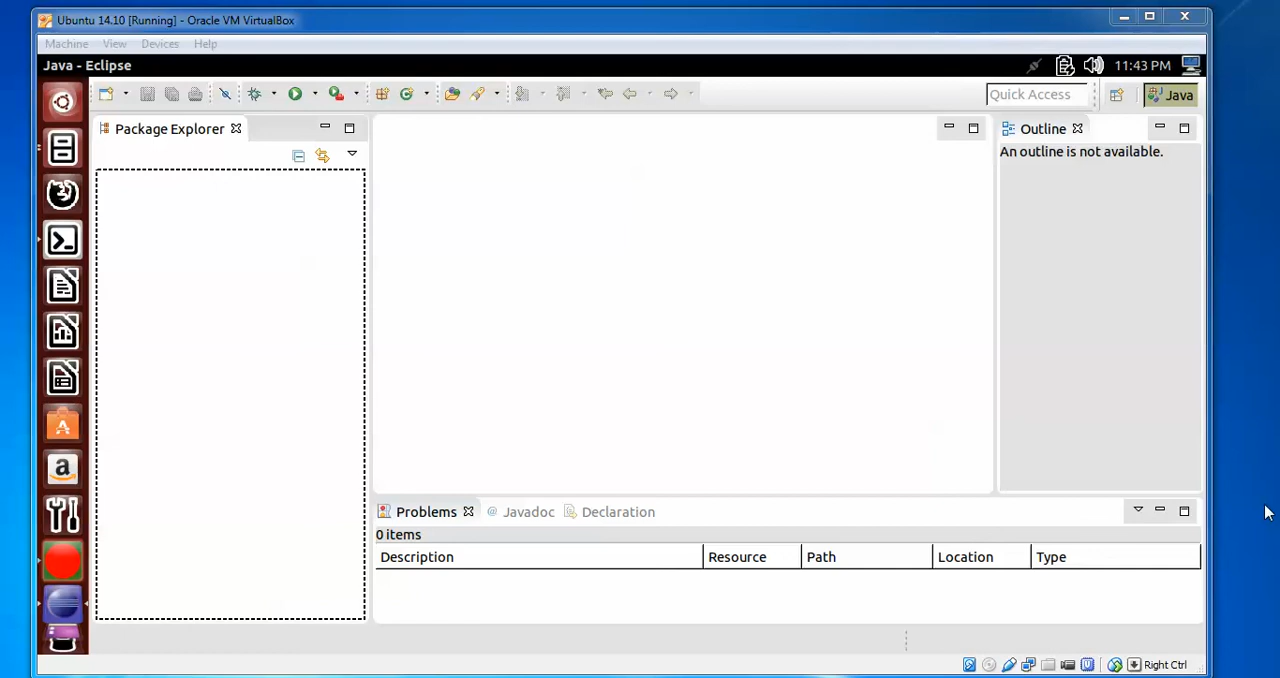 Ubuntu 14.10 [Running] - Oracle VM VirtualBox
Machine View Devices Help
Java - Eclipse
11:43 PM
Quick Access
Java
Package Explorer
Outline
An outline is not available.
Problems
@ Javadoc
Declaration
0 items
Description Resource Path Location Type
Right Ctrl